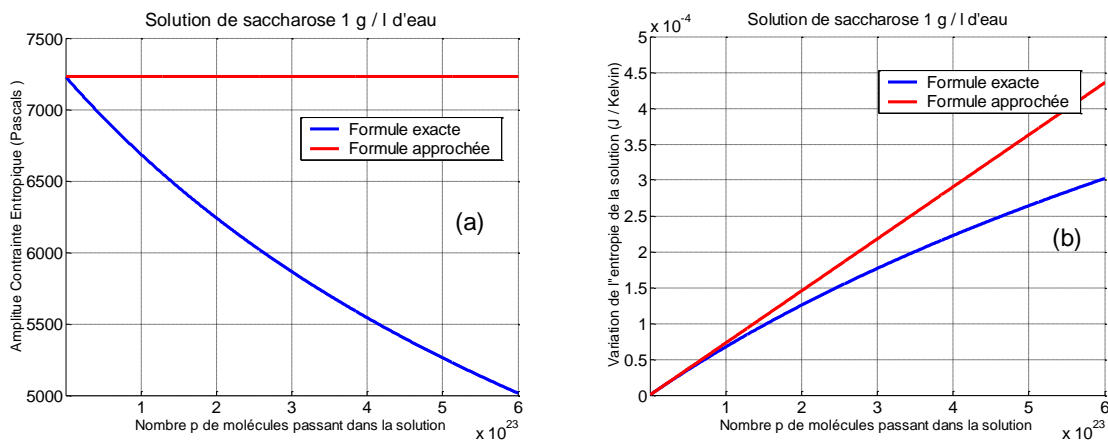 Solution de saccharose 1 g / l d'eau
Amplitue Contrainte Entropique (Pascals )
7500
7000
6500
6000
5500
5000
Formule exacte
Formule approchée
(a)
1
2
3
4
5
6
x 10^23
Nombre p de molécules passant dans la solution
Solution de saccharose 1 g / l d'eau
x 10^-4
Variation de l''entropie de la solution (J / Kelvin)
5
4.5
4
3.5
3
2.5
2
1.5
1
0.5
0
Formule exacte
Formule approchée
(b)
1
2
3
4
5
6
x 10^23
Nombre p de molécules passant dans la solution